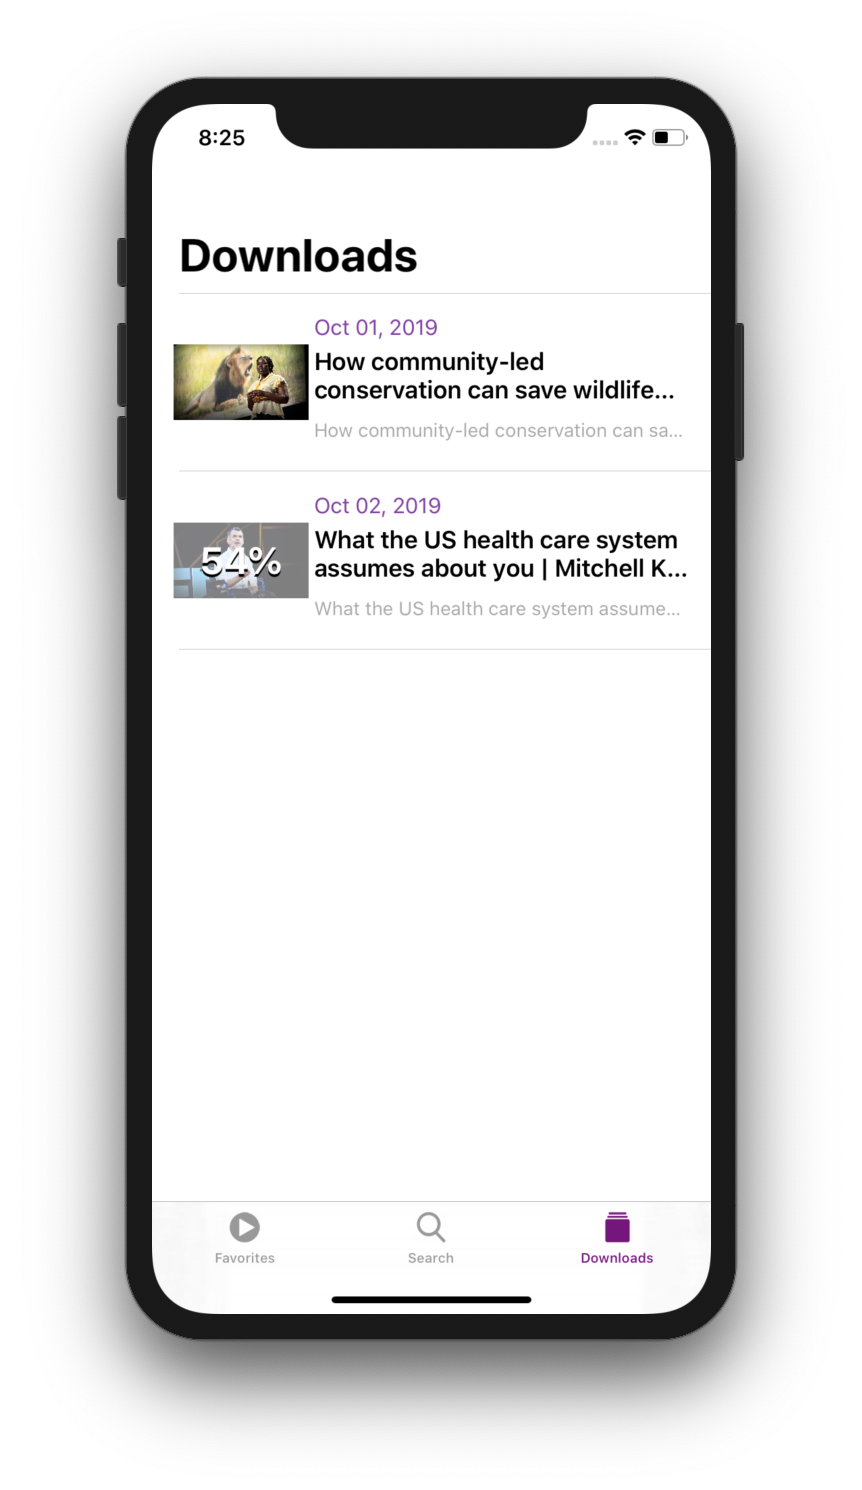 8:25
Downloads
Oct 01, 2019
How community-led
conservation can save wildlife...
How community-led conservation can sa...
54%
Oct 02, 2019
What the US health care system
assumes about you | Mitchell K...
What the US health care system assume...
Favorites
Search
Downloads